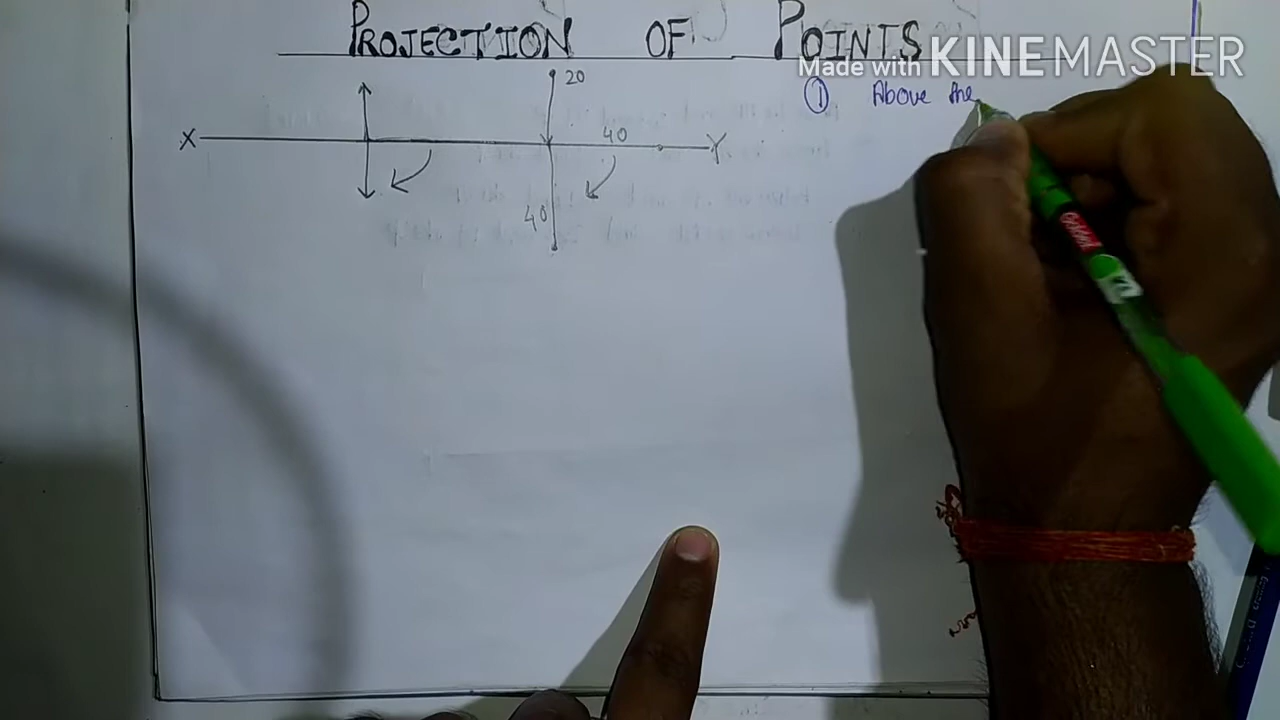 PROJECTION OF POINTS
Made with KINEMASTER
① Above the
20
X 40 Y
40